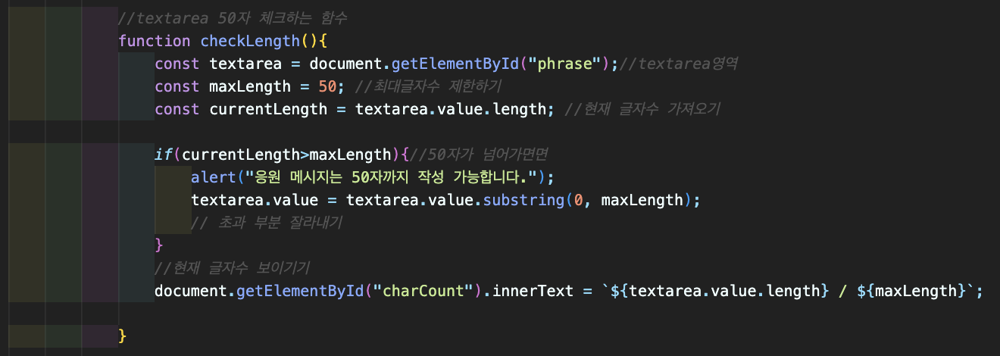 //textarea 50자 체크하는 함수
function checkLength(){
const textarea = document.getElementById("phrase");//textarea영역
const maxLength = 50; //최대글자수 제한하기
const currentLength = textarea.value.length; //현재 글자수 가져오기
if(currentLength>maxLength){//50자가 넘어가면면
alert("응원 메시지는 50자까지 작성 가능합니다.");
textarea.value = textarea.value.substring(0, maxLength);
// 초과 부분 잘라내기
}
//현재 글자수 보이기기
document.getElementById("charCount").innerText = `${textarea.value.length} / ${maxLength}`;
}